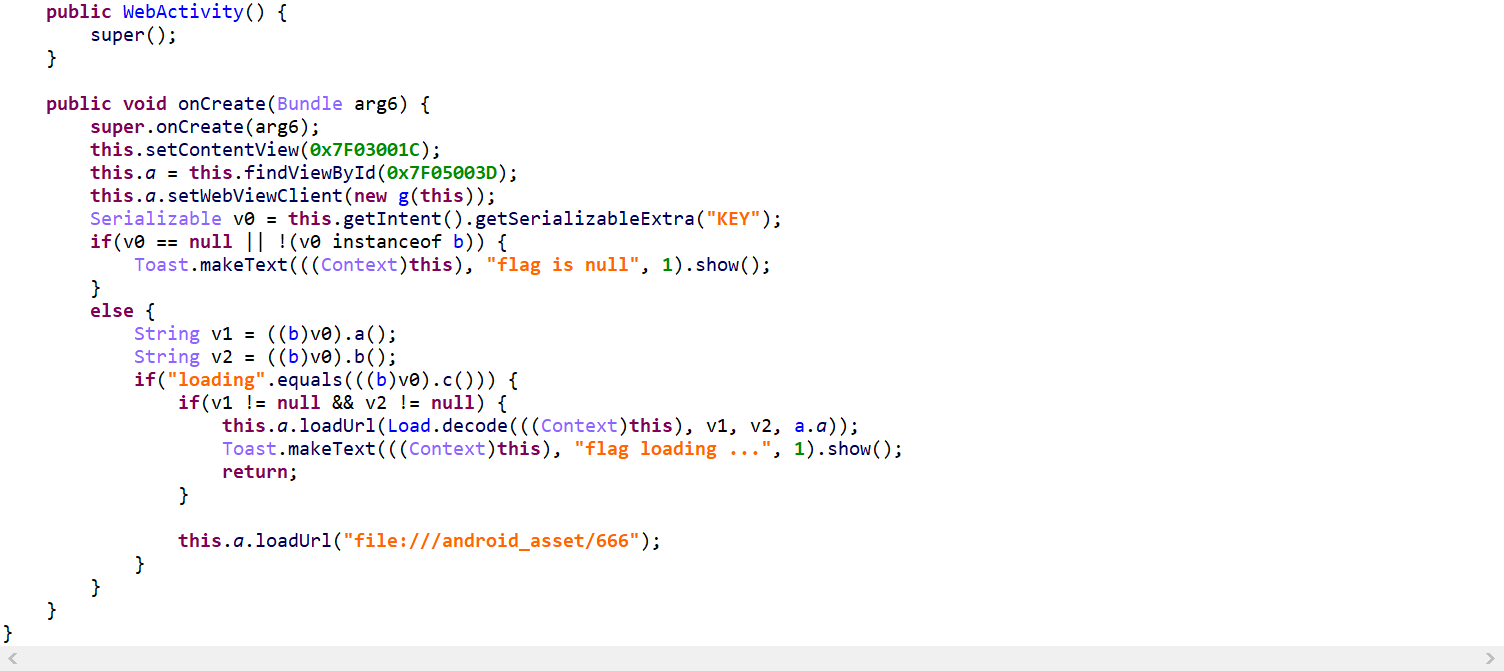 public WebActivity() {
super();
}
public void onCreate(Bundle arg6) {
super.onCreate(arg6);
this.setContentView(0x7F03001C);
this.a = this.findViewById(0x7F05003D);
this.a.setWebViewClient(new g(this));
Serializable v0 = this.getIntent().getSerializableExtra("KEY");
if(v0 == null || !(v0 instanceof b)) {
Toast.makeText(((Context)this), "flag is null", 1).show();
}
else {
String v1 = ((b)v0).a();
String v2 = ((b)v0).b();
if("loading".equals(((b)v0).c())) {
if(v1 != null && v2 != null) {
this.a.loadUrl(Load.decode(((Context)this), v1, v2, a.a));
Toast.makeText(((Context)this), "flag loading ...", 1).show();
return;
}
this.a.loadUrl("file:///android_asset/666");
}
}
}
}